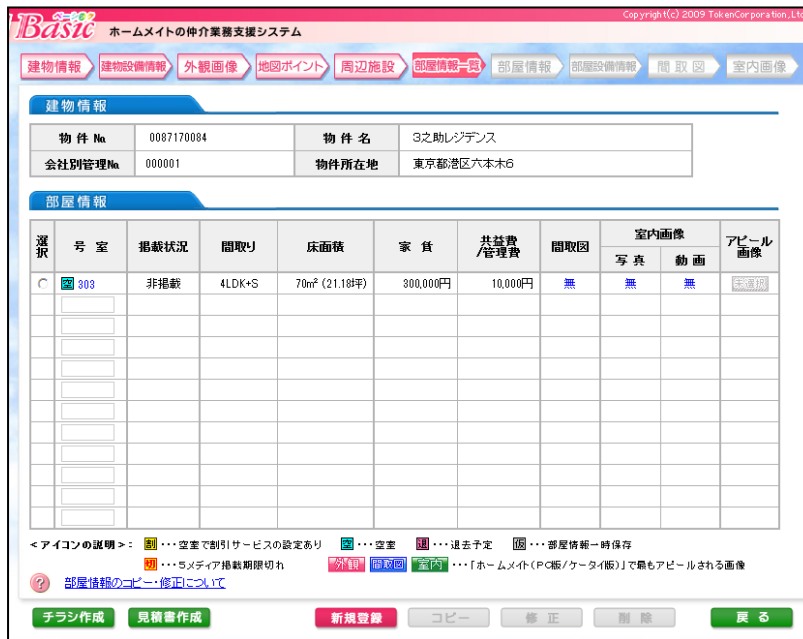 Copyright(c) 2009 TokenCorporation.,Ltd
ページック
Basic ホームメイトの仲介業務支援システム
建物情報 建物設備情報 外観画像 地図ポイント 周辺施設 部屋情報一覧 部屋情報 部屋設備情報 間取図 室内画像
建物情報
物件No 0087170084 物件名 3之助レジデンス
会社別管理No 000001 物件所在地 東京都港区六本木6
部屋情報
選択 号室 掲載状況 間取り 床面積 家賃 共益費/管理費 間取図 室内画像 アピール画像
写真 動画
空 303 非掲載 4LDK+S 70m² (21.18坪) 300,000円 10,000円 無 無 無 未選択
<アイコンの説明>: 割・・・空室で割引サービスの設定あり 空・・・空室 退・・・退去予定 仮・・・部屋情報一時保存
切・・・5メディア掲載期限切れ 外観 間取図 室内・・・「ホームメイト(PC版/ケータイ版)」で最もアピールされる画像
? 部屋情報のコピー・修正について
チラシ作成 見積書作成 新規登録 コピー 修正 削除 戻る